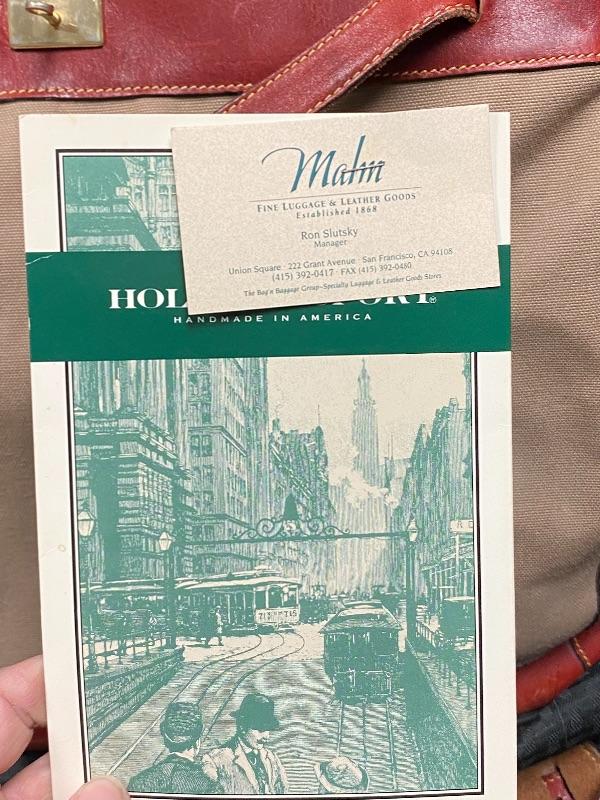 Malm
FINE LUGGAGE & LEATHER GOODS
Established 1868
Ron Slutsky
Manager
Union Square · 222 Grant Avenue · San Francisco, CA 94108
(415) 392-0417 · FAX (415) 392-0480
The Bag'n Baggage Group~Specialty Luggage & Leather Goods Stores
HOL PORT®
HANDMADE IN AMERICA